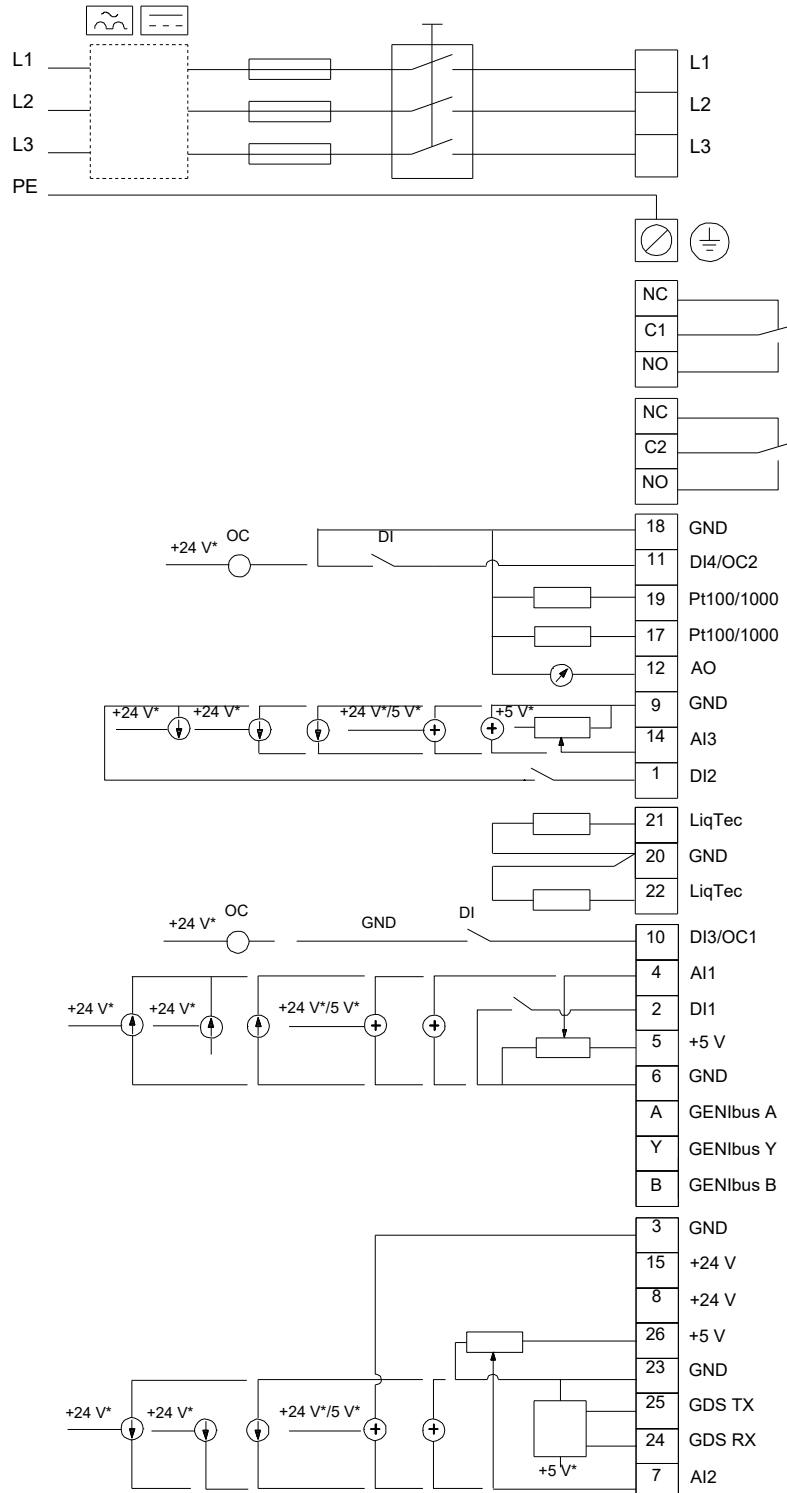 L1 L1
L2 L2
L3 L3
PE
NC
C1
NO
NC
C2
NO
18 GND
+24 V* OC DI 11 DI4/OC2
19 Pt100/1000
17 Pt100/1000
12 AO
9 GND
+24 V* +24 V* +24 V*/5 V* +5 V*
14 AI3
1 DI2
21 LiqTec
20 GND
22 LiqTec
+24 V* OC GND DI 10 DI3/OC1
4 AI1
+24 V* +24 V* +24 V*/5 V* 2 DI1
5 +5 V
6 GND
A GENIbus A
Y GENIbus Y
B GENIbus B
3 GND
15 +24 V
8 +24 V
26 +5 V
23 GND
25 GDS TX
+24 V* +24 V* +24 V*/5 V*
24 GDS RX
+5 V*
7 AI2